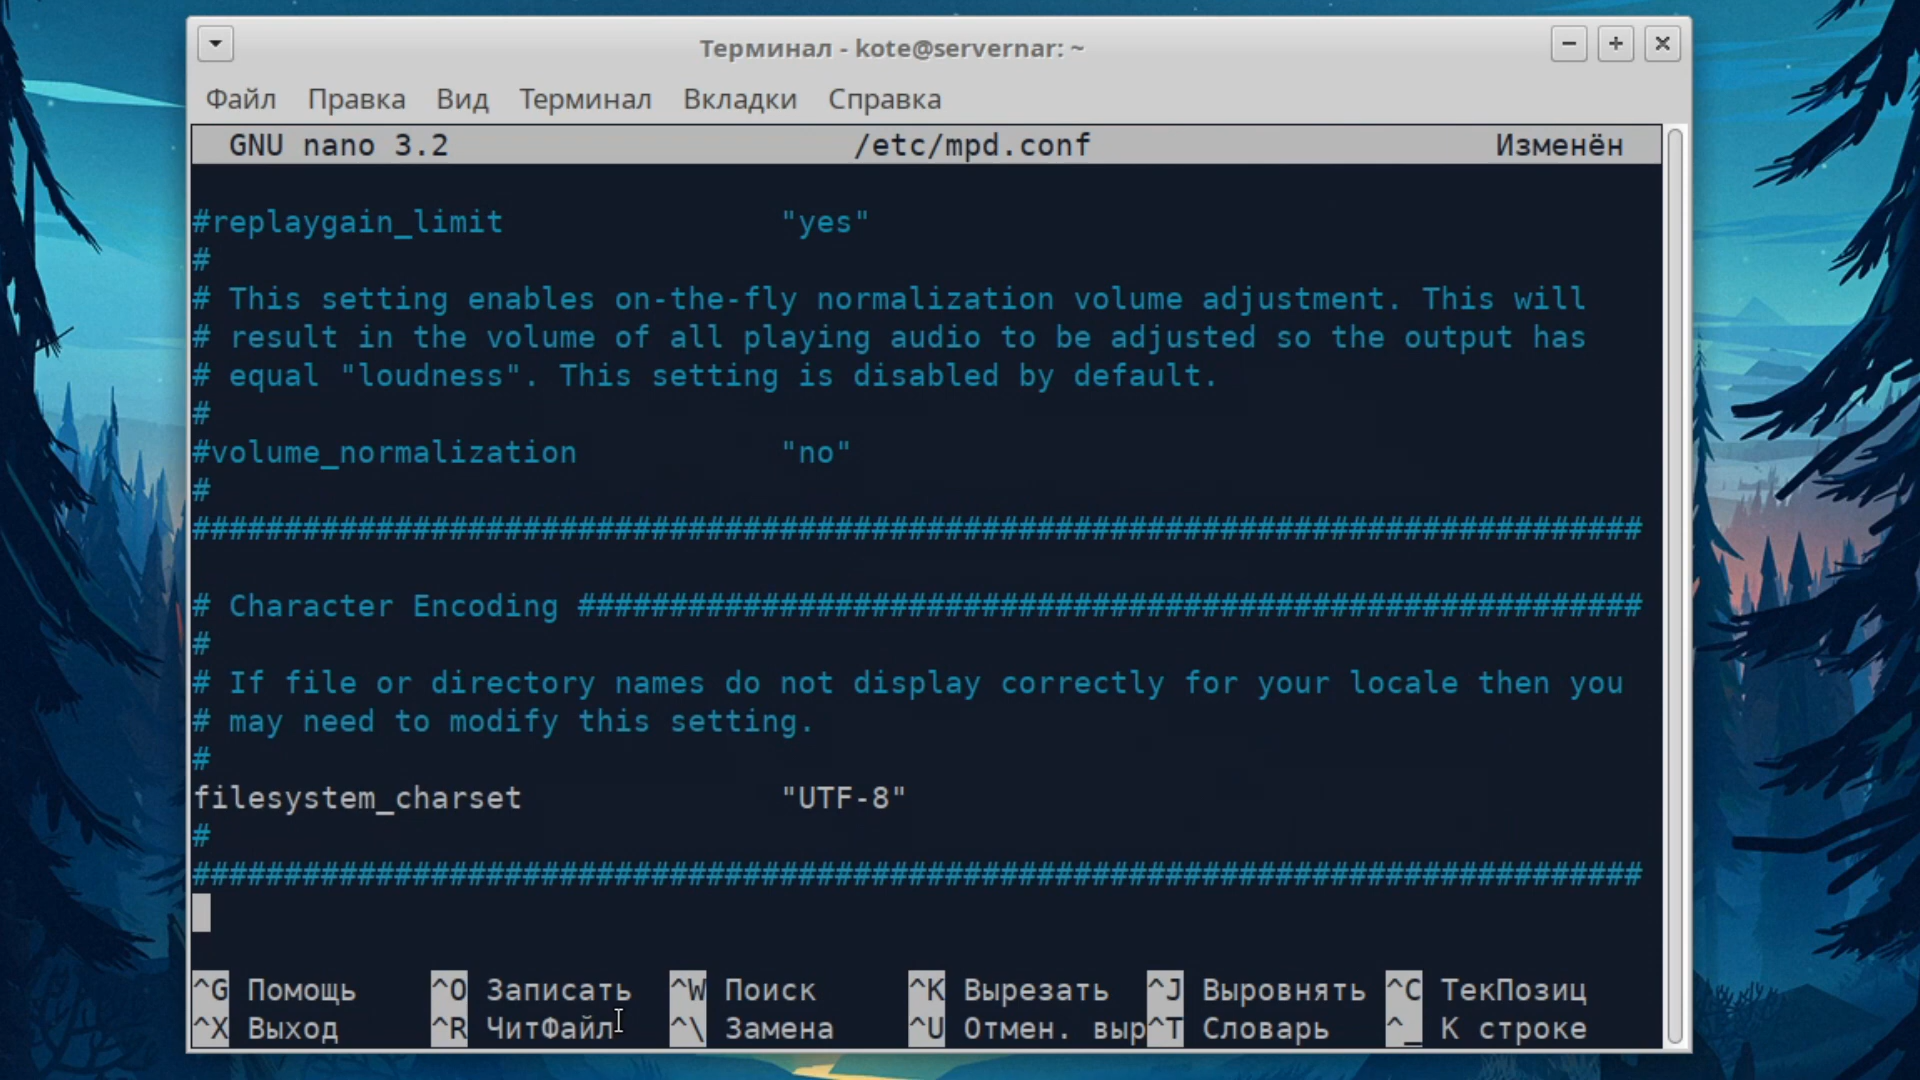 Терминал - kote@servernar: ~
Файл Правка Вид Терминал Вкладки Справка
GNU nano 3.2 /etc/mpd.conf Изменён
#replaygain_limit "yes"
#
# This setting enables on-the-fly normalization volume adjustment. This will
# result in the volume of all playing audio to be adjusted so the output has
# equal "loudness". This setting is disabled by default.
#
#volume_normalization "no"
#
###############################################################################
# Character Encoding ##########################################################
#
# If file or directory names do not display correctly for your locale then you
# may need to modify this setting.
#
filesystem_charset "UTF-8"
#
###############################################################################
^G Помощь ^O Записать ^W Поиск ^K Вырезать ^J Выровнять ^C ТекПозиц
^X Выход ^R ЧитФайл ^\ Замена ^U Отмен. выр^T Словарь ^_ К строке